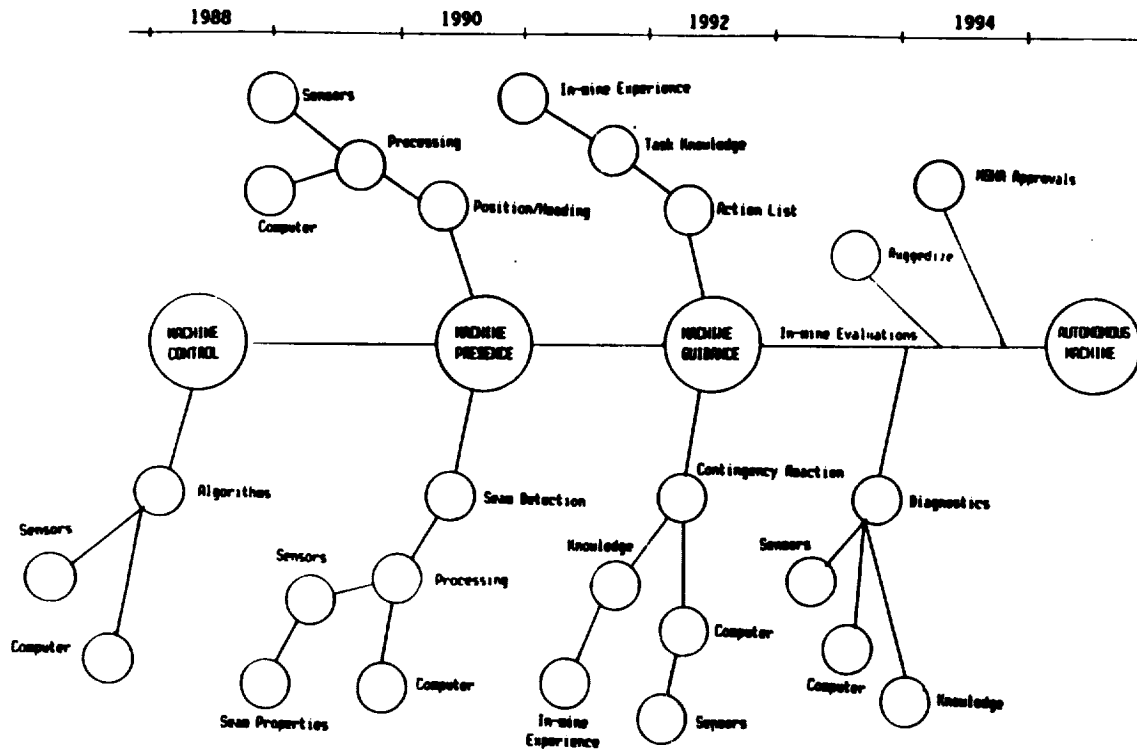 1988 1990 1992 1994
Sensors
In-mine Experience
Processing
Task Knowledge
MSHA Approvals
Position/Heading
Action List
Computer
Ruggedize
MACHINE
CONTROL
MACHINE
PRESENCE
MACHINE
GUIDANCE
In-mine Evaluations
AUTONOMOUS
MACHINE
Contingency Reaction
Algorithms
Seam Detection
Diagnostics
Sensors
Knowledge
Sensors
Sensors
Processing
Computer
Computer
Computer
Computer
Knowledge
Seam Properties
In-mine
Experience
Sensors